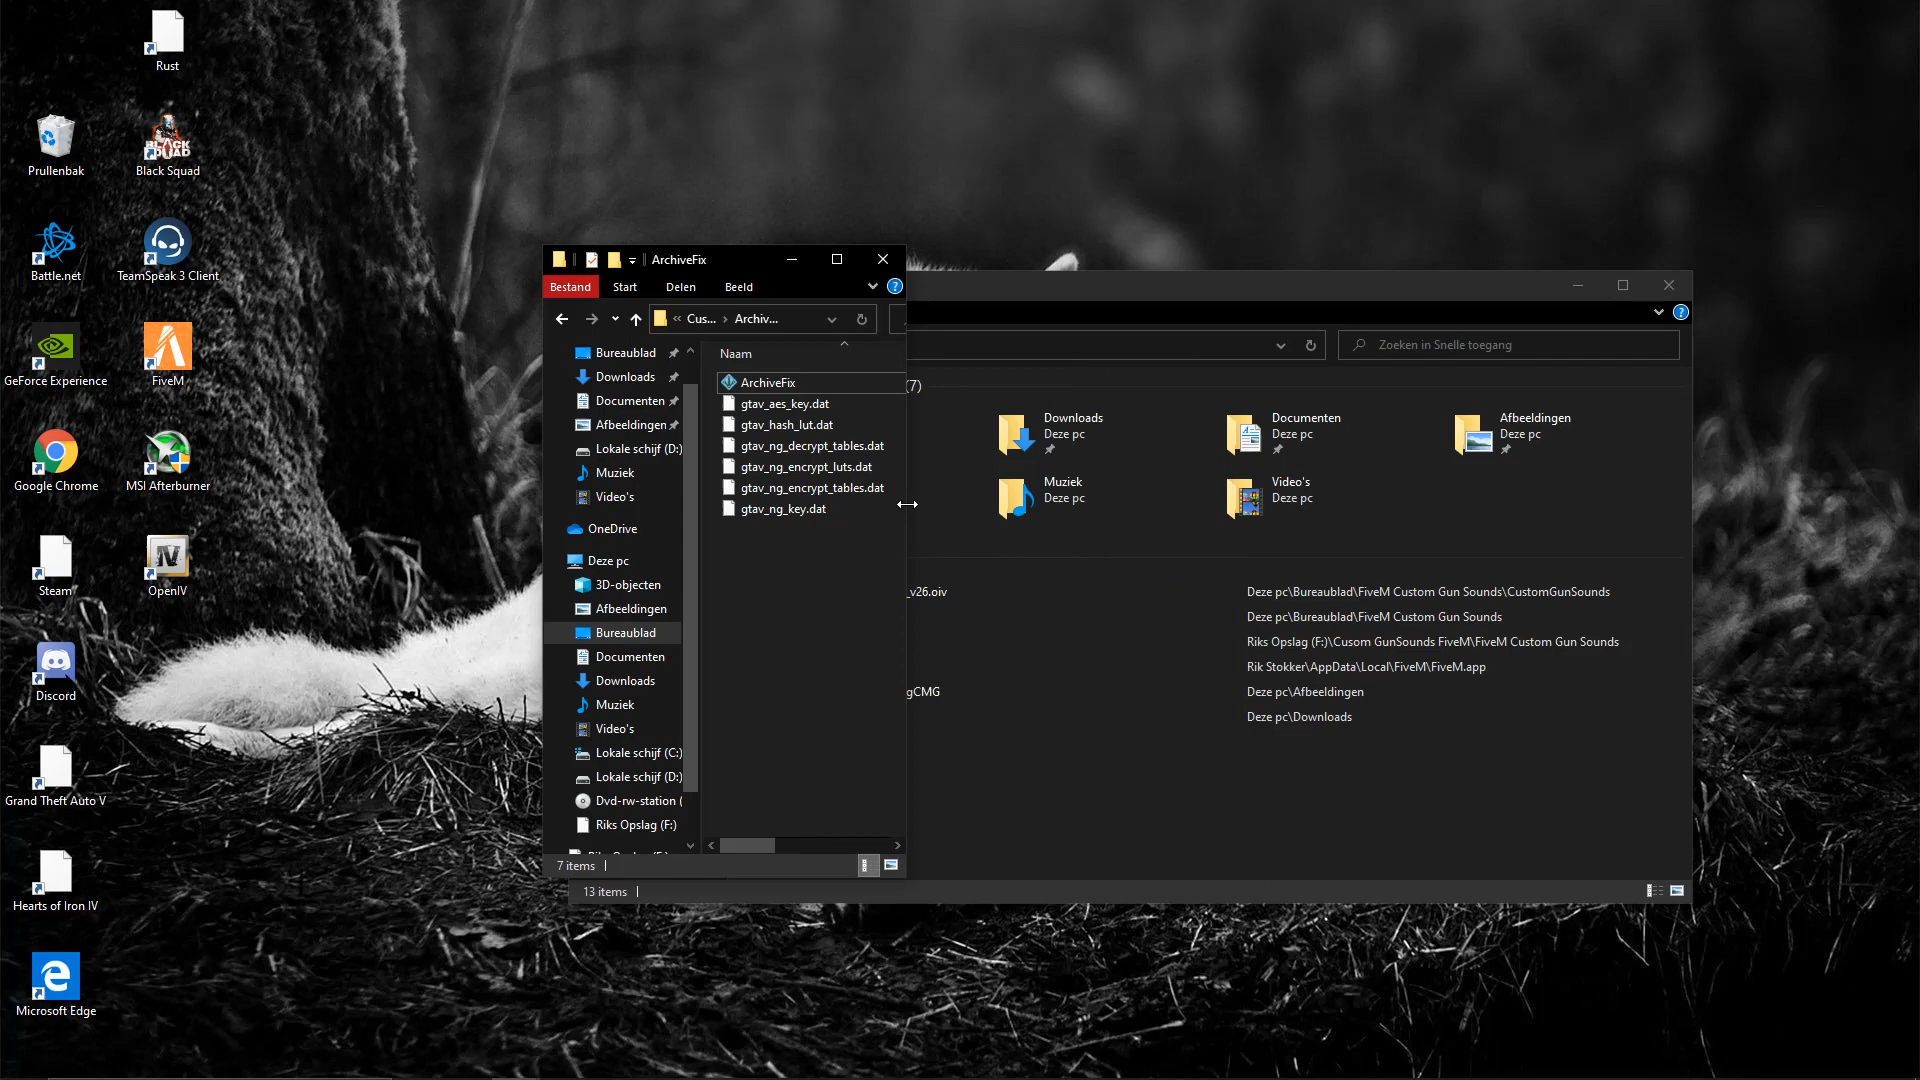 Rust
Prullenbak
Black Squad
Battle.net
TeamSpeak 3 Client
GeForce Experience
FiveM
Google Chrome
MSI Afterburner
Steam
OpenIV
Discord
Grand Theft Auto V
Hearts of Iron IV
Microsoft Edge
ArchiveFix
Bestand Start Delen Beeld
« Cus... › Archiv...
Bureaublad
Downloads
Documenten
Afbeeldingen
Lokale schijf (D:)
Muziek
Video's
OneDrive
Deze pc
3D-objecten
Afbeeldingen
Bureaublad
Documenten
Downloads
Muziek
Video's
Lokale schijf (C:)
Lokale schijf (D:)
Dvd-rw-station (
Riks Opslag (F:)
Naam
ArchiveFix
gtav_aes_key.dat
gtav_hash_lut.dat
gtav_ng_decrypt_tables.dat
gtav_ng_encrypt_luts.dat
gtav_ng_encrypt_tables.dat
gtav_ng_key.dat
7 items
Zoeken in Snelle toegang
(7)
Downloads
Deze pc
Documenten
Deze pc
Afbeeldingen
Deze pc
Muziek
Deze pc
Video's
Deze pc
_v26.oiv
Deze pc\Bureaublad\FiveM Custom Gun Sounds\CustomGunSounds
Deze pc\Bureaublad\FiveM Custom Gun Sounds
Riks Opslag (F:)\Cusom GunSounds FiveM\FiveM Custom Gun Sounds
Rik Stokker\AppData\Local\FiveM\FiveM.app
gCMG
Deze pc\Afbeeldingen
Deze pc\Downloads
13 items